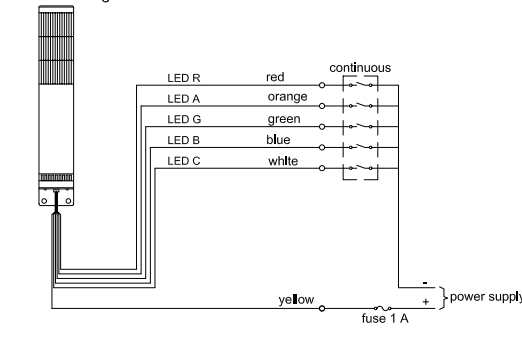 continuous
LED R red
LED A orange
LED G green
LED B blue
LED C white
-
yellow + power supply
fuse 1 A